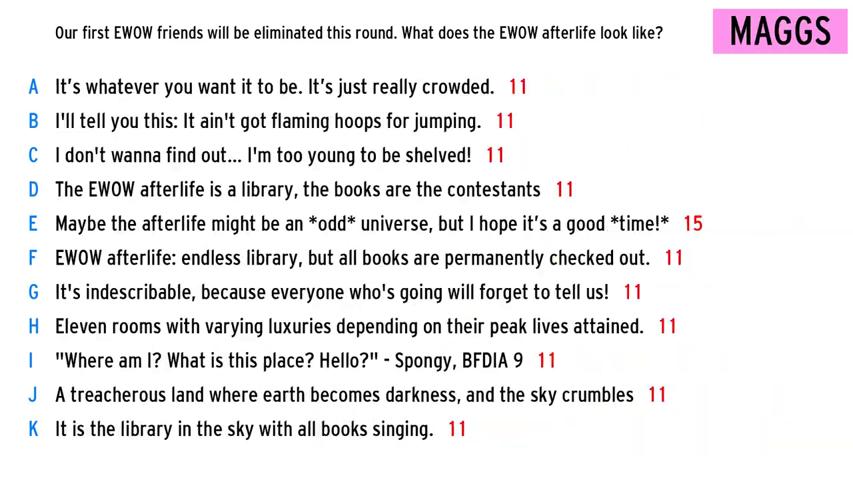 Our first EWOW friends will be eliminated this round. What does the EWOW afterlife look like?
MAGGS
A It's whatever you want it to be. It's just really crowded. 11
B I'll tell you this: It ain't got flaming hoops for jumping. 11
C I don't wanna find out... I'm too young to be shelved! 11
D The EWOW afterlife is a library, the books are the contestants 11
E Maybe the afterlife might be an *odd* universe, but I hope it's a good *time!* 15
F EWOW afterlife: endless library, but all books are permanently checked out. 11
G It's indescribable, because everyone who's going will forget to tell us! 11
H Eleven rooms with varying luxuries depending on their peak lives attained. 11
I "Where am I? What is this place? Hello?" - Spongy, BFDIA 9 11
J A treacherous land where earth becomes darkness, and the sky crumbles 11
K It is the library in the sky with all books singing. 11